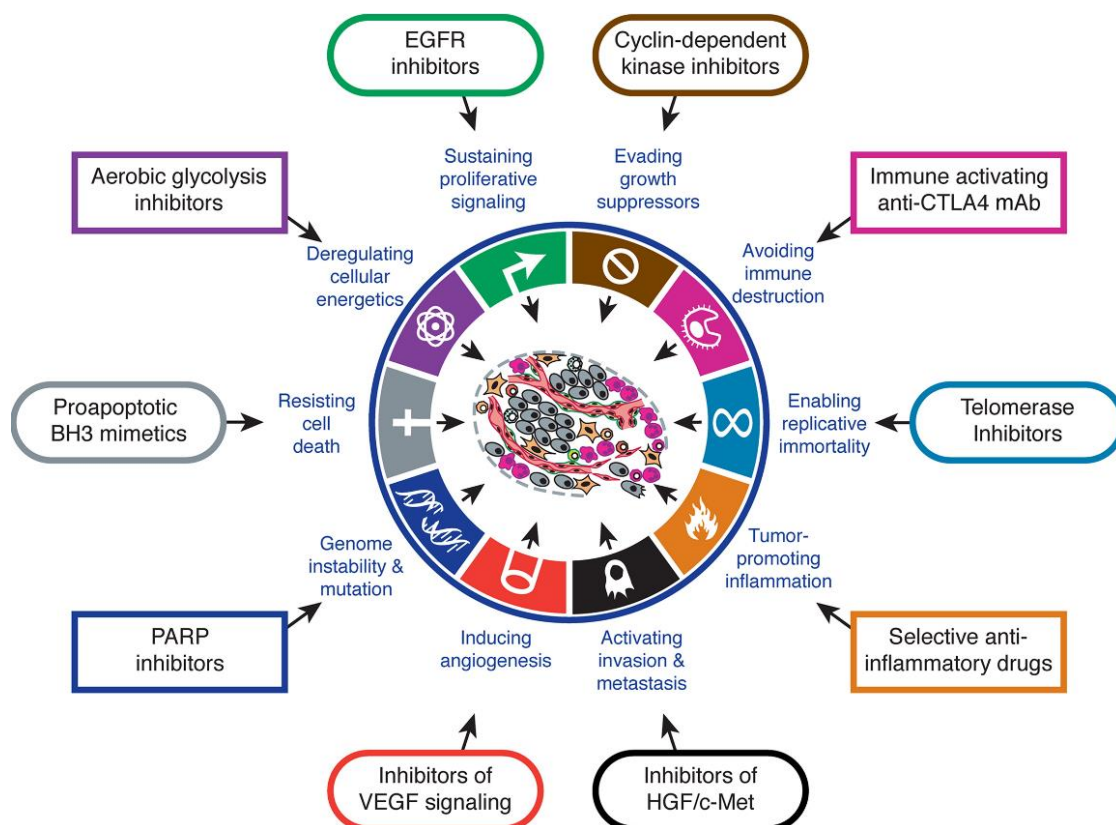 EGFR
inhibitors
Cyclin-dependent
kinase inhibitors
Sustaining
proliferative
signaling
Evading
growth
suppressors
Aerobic glycolysis
inhibitors
Immune activating
anti-CTLA4 mAb
Deregulating
cellular
energetics
Avoiding
immune
destruction
Proapoptotic
BH3 mimetics
Resisting
cell
death
Enabling
replicative
immortality
Telomerase
Inhibitors
Genome
instability &
mutation
Tumor-
promoting
inflammation
PARP
inhibitors
Inducing
angiogenesis
Activating
invasion &
metastasis
Selective anti-
inflammatory drugs
Inhibitors of
VEGF signaling
Inhibitors of
HGF/c-Met